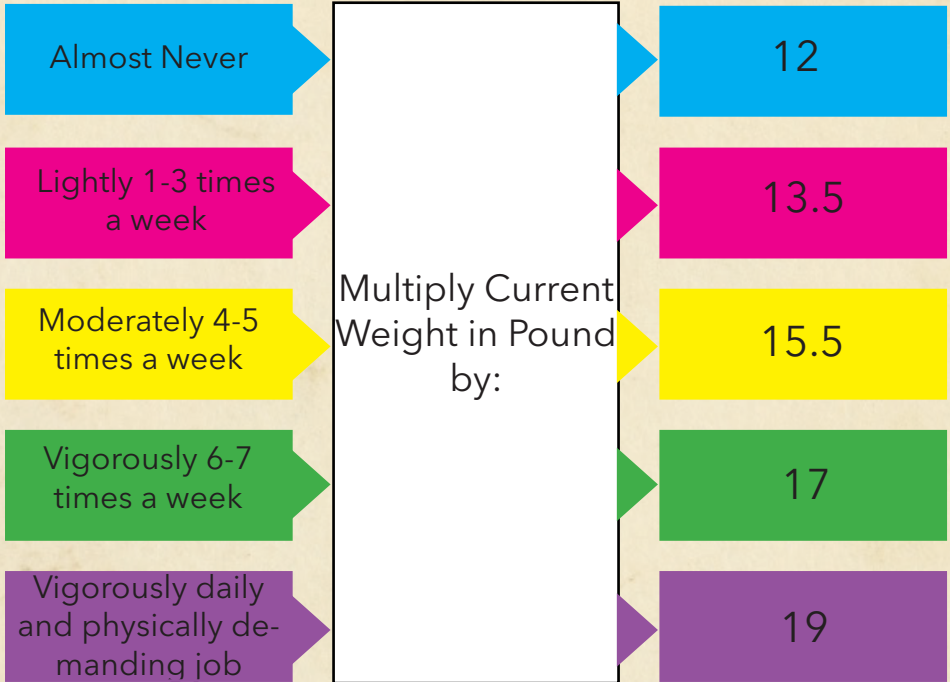 Almost Never
12
Lightly 1-3 times
a week
13.5
Multiply Current
Weight in Pound
by:
Moderately 4-5
times a week
15.5
Vigorously 6-7
times a week
17
Vigorously daily
and physically de-
manding job
19